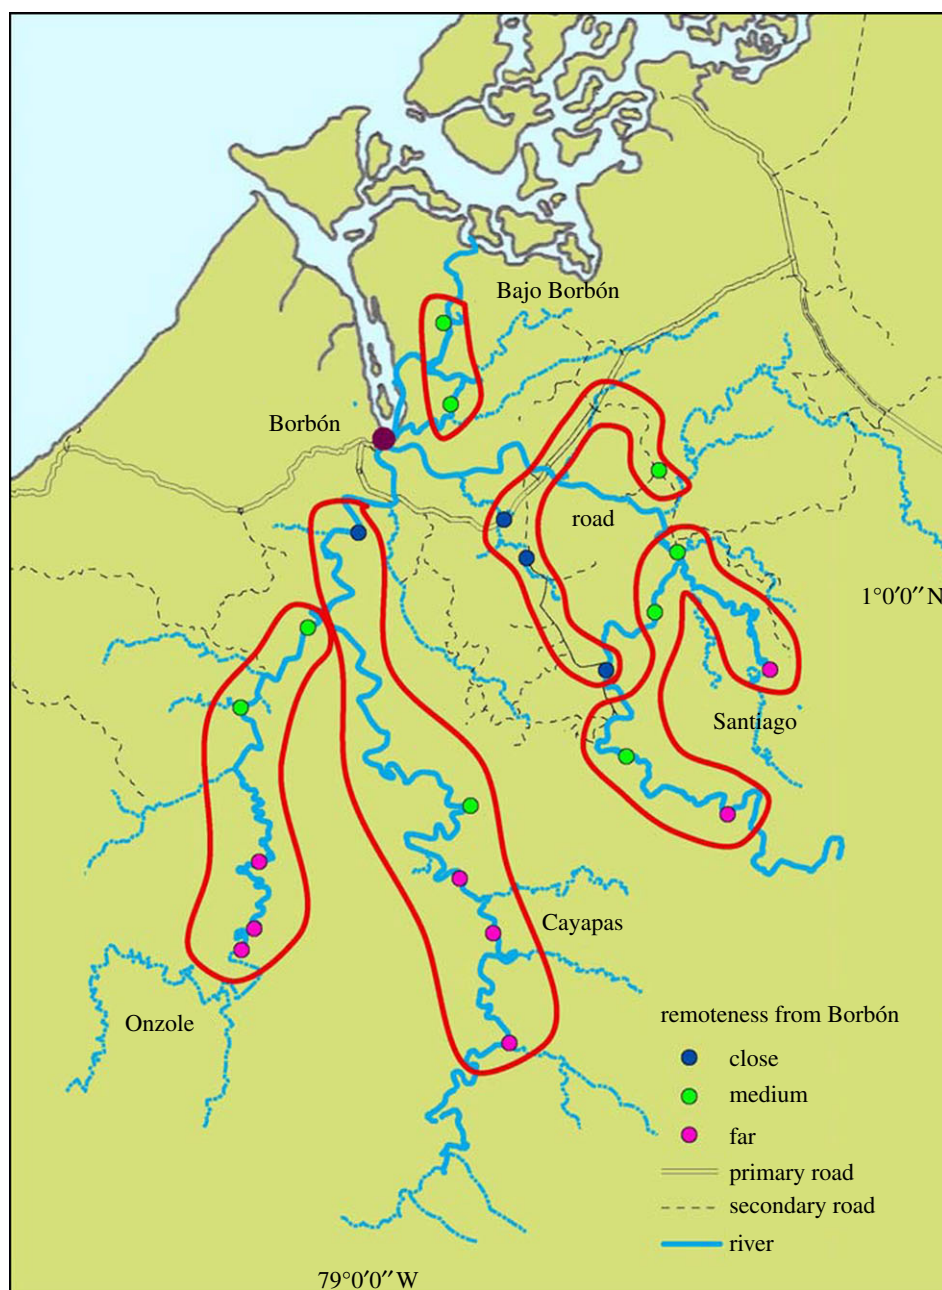 Bajo Borbón
Borbón
road
1°0′0″ N
Santiago
Cayapas
Onzole
remoteness from Borbón
close
medium
far
primary road
secondary road
river
79°0′0″ W